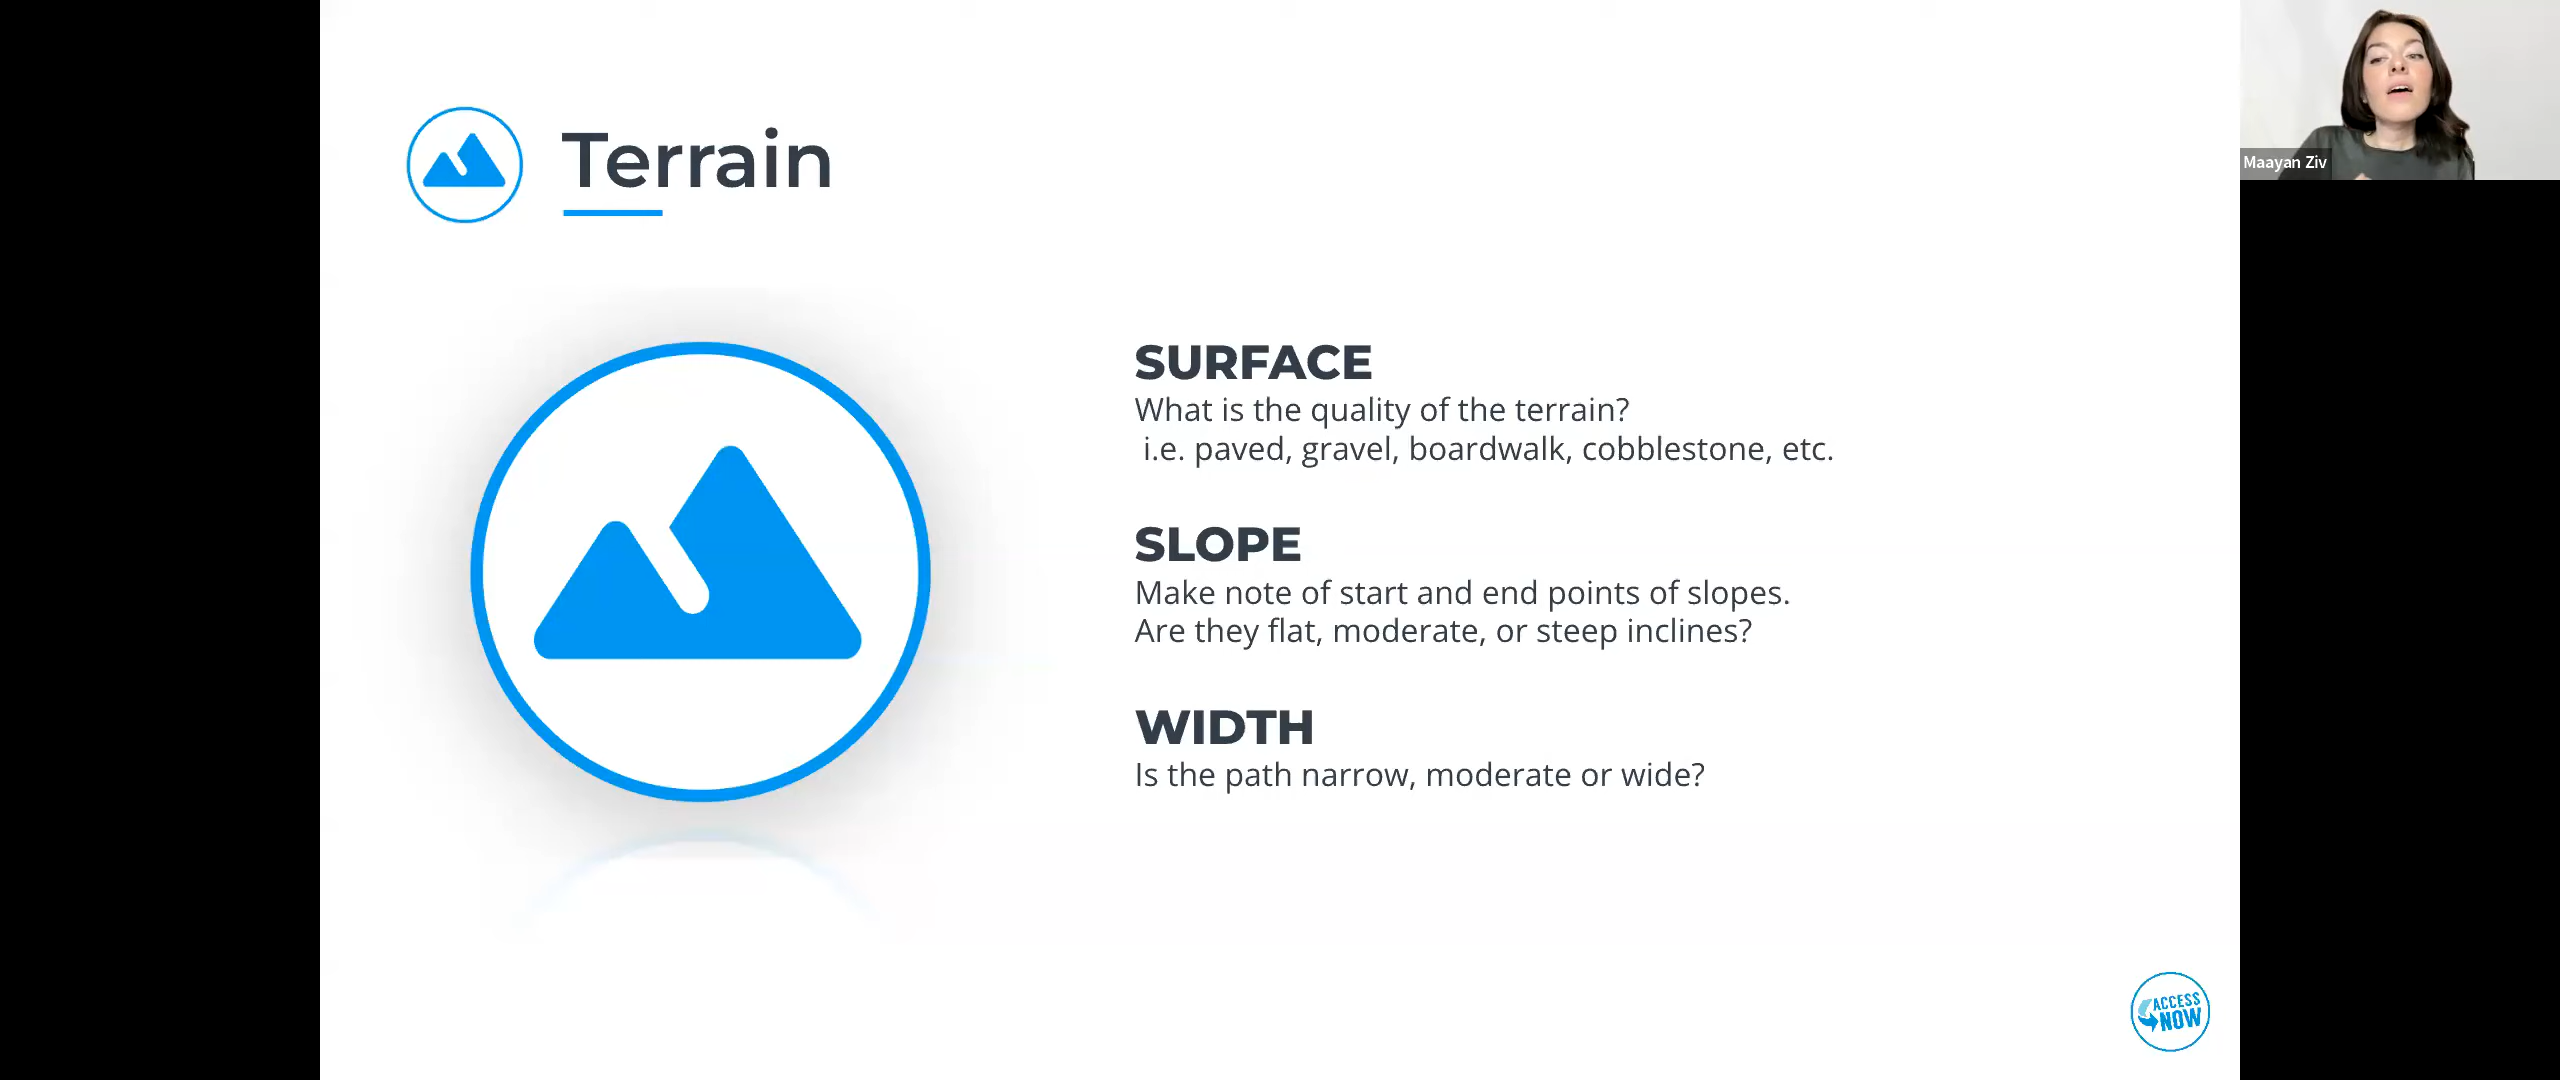 Terrain
Maayan Ziv
SURFACE
What is the quality of the terrain?
i.e. paved, gravel, boardwalk, cobblestone, etc.
SLOPE
Make note of start and end points of slopes.
Are they flat, moderate, or steep inclines?
WIDTH
Is the path narrow, moderate or wide?
ACCESS
NOW